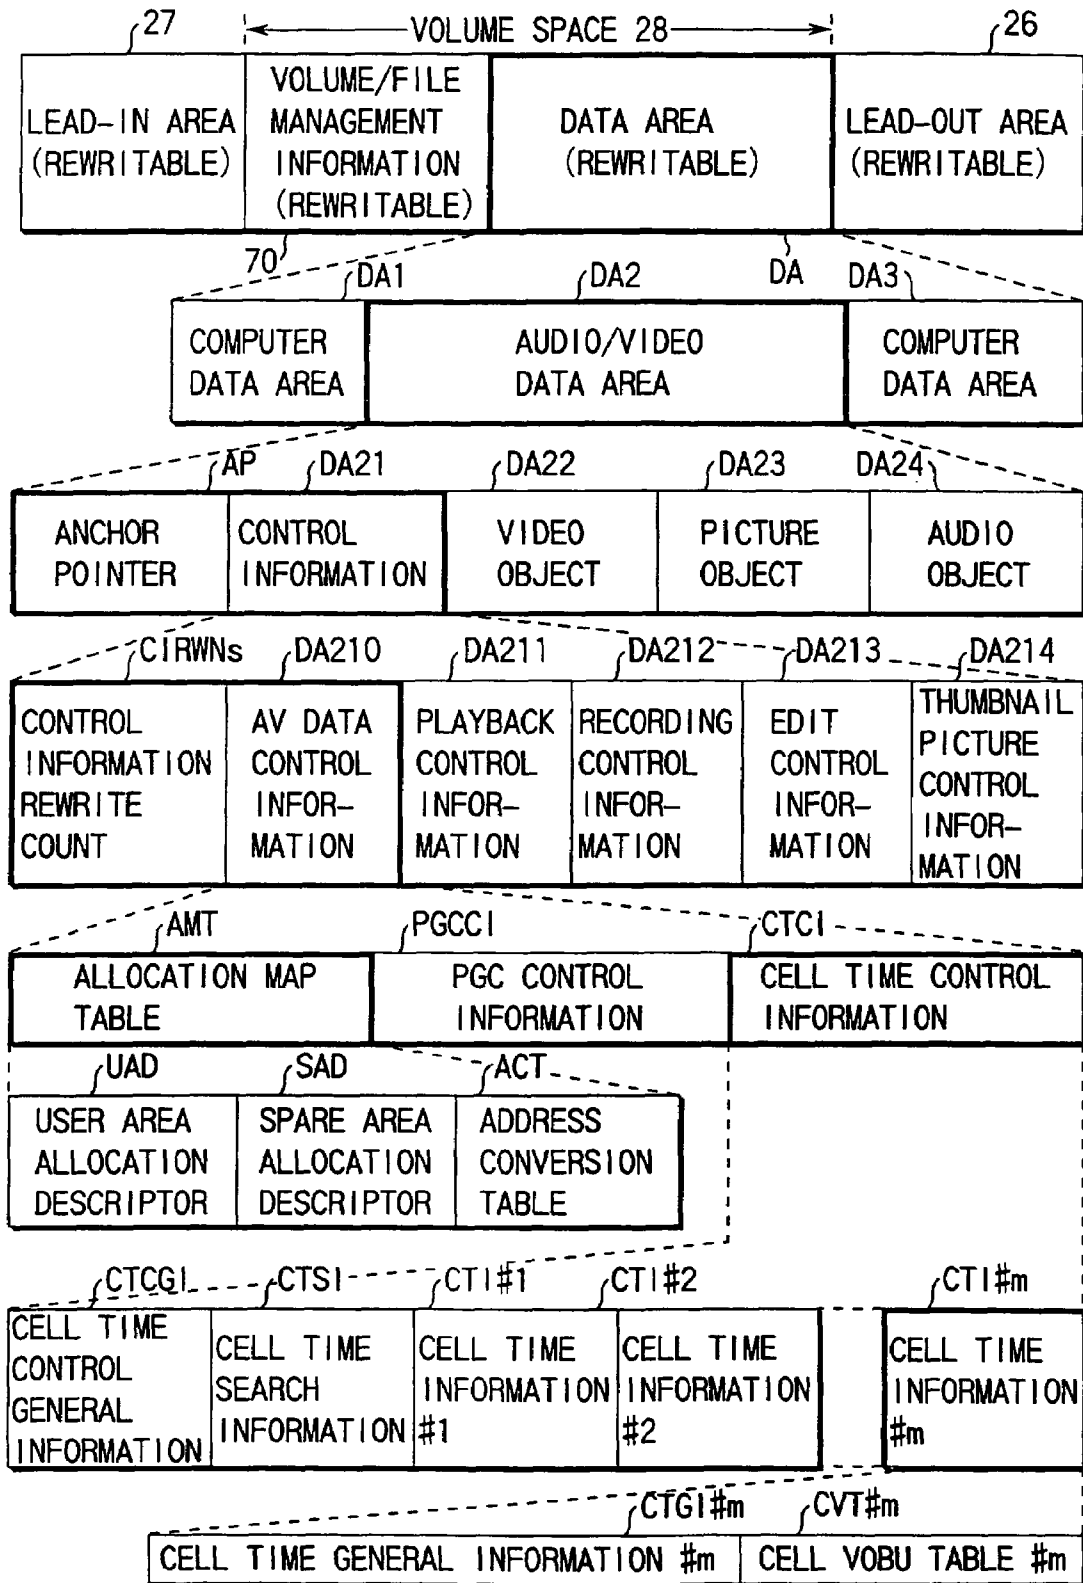 27
VOLUME SPACE 28
26
LEAD-IN AREA
(REWRITABLE)
VOLUME/FILE
MANAGEMENT
INFORMATION
(REWRITABLE)
DATA AREA
(REWRITABLE)
LEAD-OUT AREA
(REWRITABLE)
70
DA
DA1
DA2
DA3
COMPUTER
DATA AREA
AUDIO/VIDEO
DATA AREA
COMPUTER
DATA AREA
AP
DA21
DA22
DA23
DA24
ANCHOR
POINTER
CONTROL
INFORMATION
VIDEO
OBJECT
PICTURE
OBJECT
AUDIO
OBJECT
CIRWNs
DA210
DA211
DA212
DA213
DA214
CONTROL
INFORMATION
REWRITE
COUNT
AV DATA
CONTROL
INFOR-
MATION
PLAYBACK
CONTROL
INFOR-
MATION
RECORDING
CONTROL
INFOR-
MATION
EDIT
CONTROL
INFOR-
MATION
THUMBNAIL
PICTURE
CONTROL
INFOR-
MATION
AMT
PGCCI
CTCI
ALLOCATION MAP
TABLE
PGC CONTROL
INFORMATION
CELL TIME CONTROL
INFORMATION
UAD
SAD
ACT
USER AREA
ALLOCATION
DESCRIPTOR
SPARE AREA
ALLOCATION
DESCRIPTOR
ADDRESS
CONVERSION
TABLE
CTCGI
CTSI
CTI#1
CTI#2
CTI#m
CELL TIME
CONTROL
GENERAL
INFORMATION
CELL TIME
SEARCH
INFORMATION
CELL TIME
INFORMATION
#1
CELL TIME
INFORMATION
#2
CELL TIME
INFORMATION
#m
CTGI#m
CVT#m
CELL TIME GENERAL INFORMATION #m
CELL VOBU TABLE #m